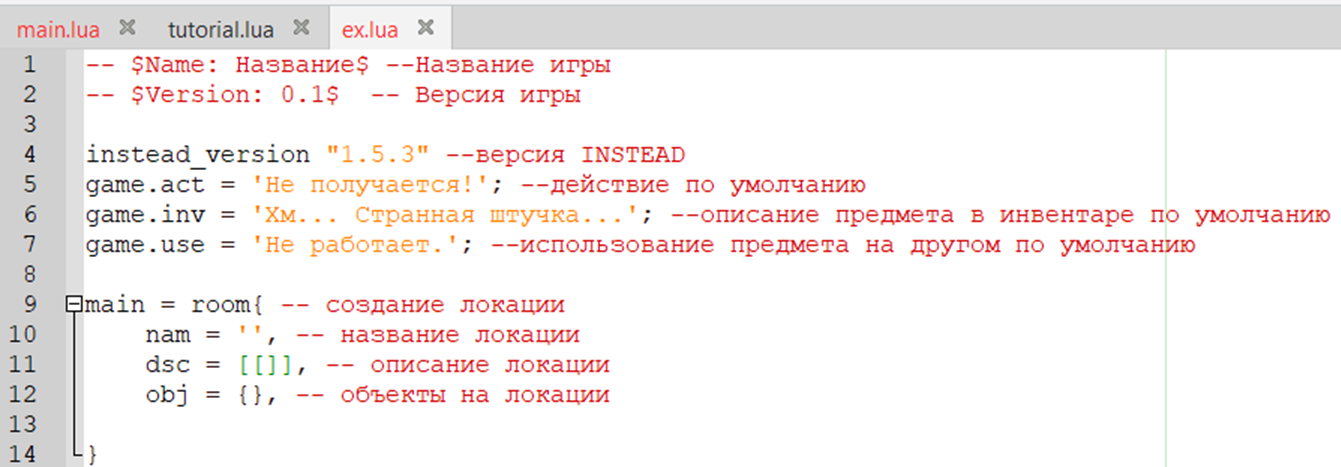 main.lua tutorial.lua ex.lua
1 -- $Name: Название$ --Название игры
2 -- $Version: 0.1$  -- Версия игры
3
4 instead_version "1.5.3" --версия INSTEAD
5 game.act = 'Не получается!'; --действие по умолчанию
6 game.inv = 'Хм... Странная штучка...'; --описание предмета в инвентаре по умолчанию
7 game.use = 'Не работает.'; --использование предмета на другом по умолчанию
8
9 main = room{ -- создание локации
10     nam = '', -- название локации
11     dsc = [[]], -- описание локации
12     obj = {}, -- объекты на локации
13
14 }